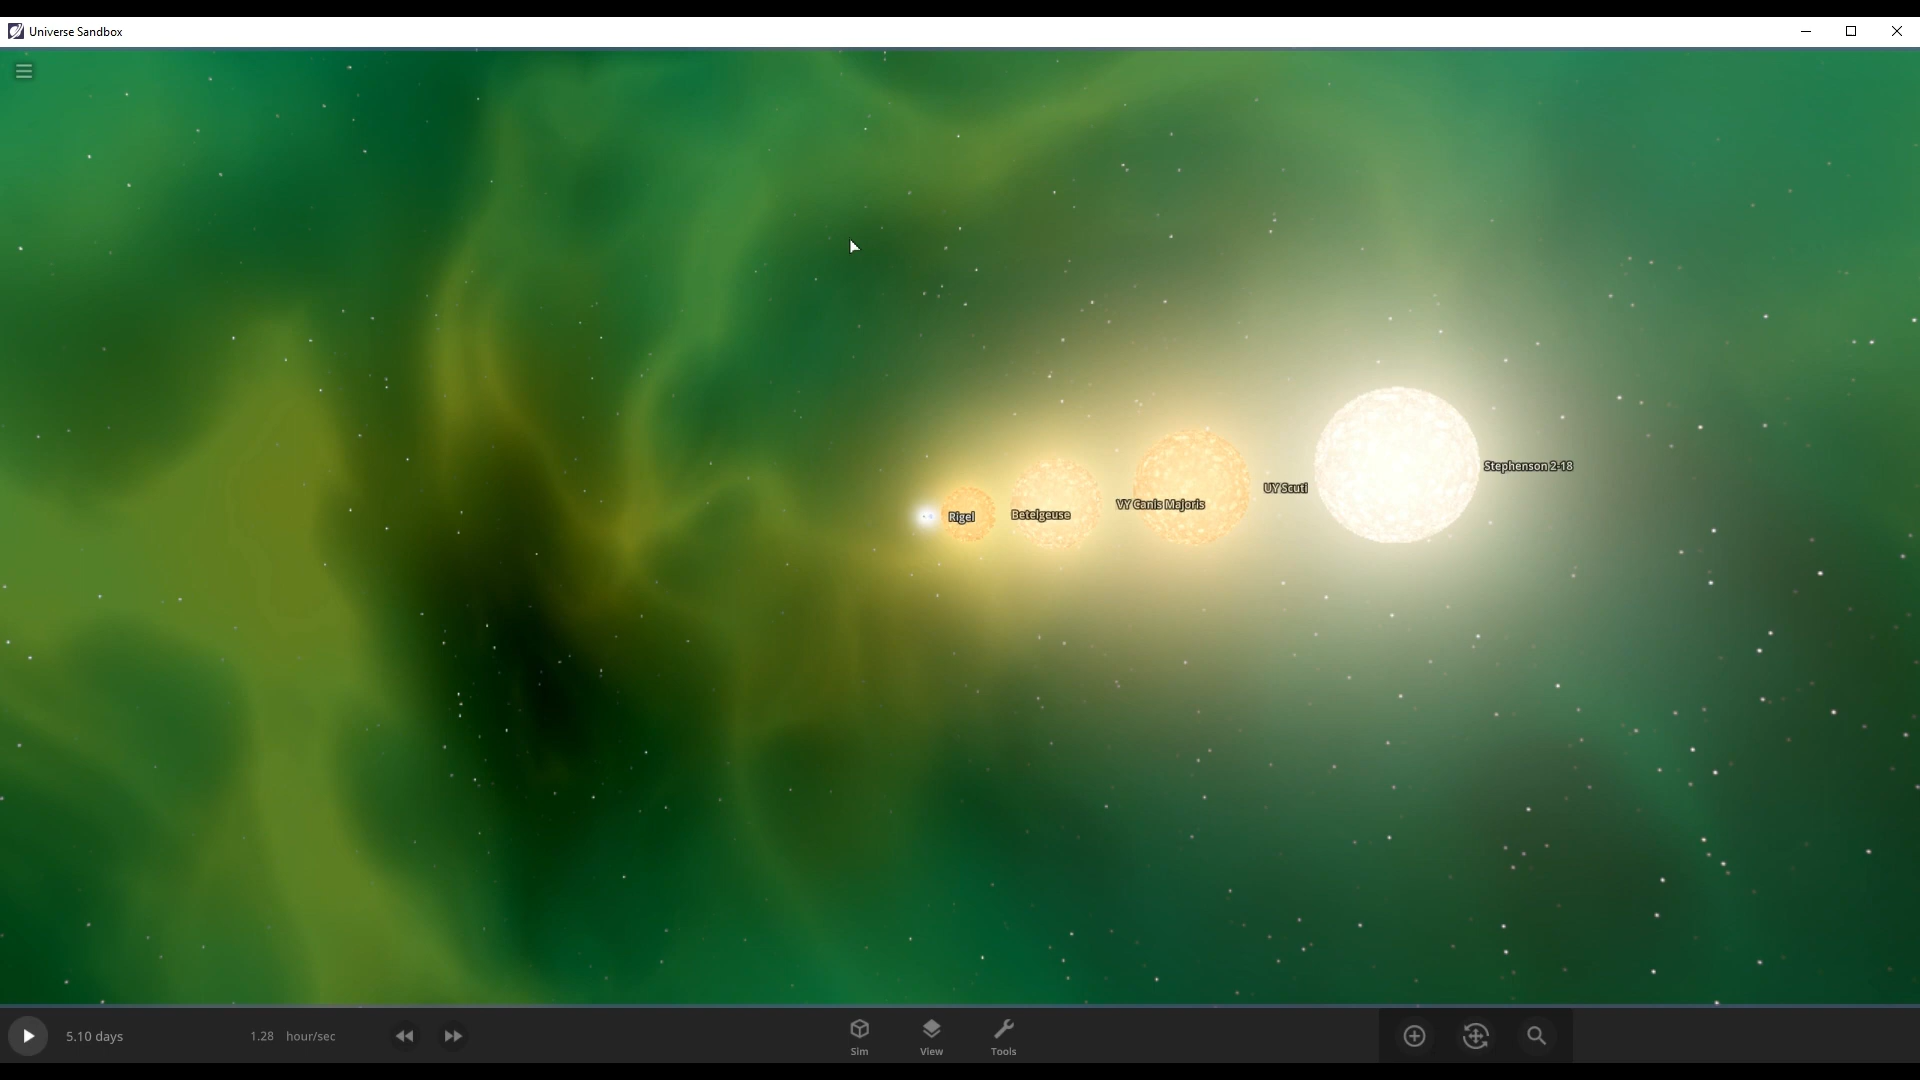 Universe Sandbox
Rigel
Betelgeuse
VY Canis Majoris
UY Scuti
Stephenson 2-18
5.10 days
1.28 hour/sec
Sim
View
Tools